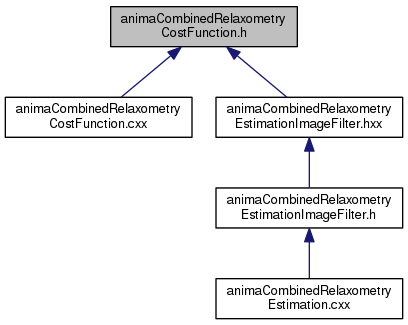 animaCombinedRelaxometry
CostFunction.h
animaCombinedRelaxometry
CostFunction.cxx
animaCombinedRelaxometry
EstimationImageFilter.hxx
animaCombinedRelaxometry
EstimationImageFilter.h
animaCombinedRelaxometry
Estimation.cxx